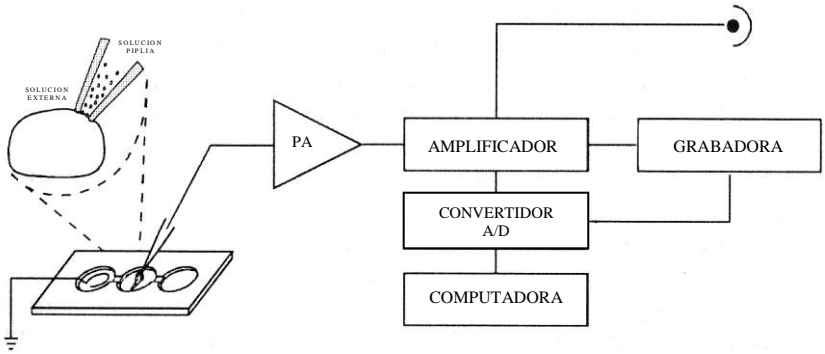 SOLUCION
PIPLIA
SOLUCION
EXTERNA
PA
AMPLIFICADOR
GRABADORA
CONVERTIDOR
A/D
COMPUTADORA